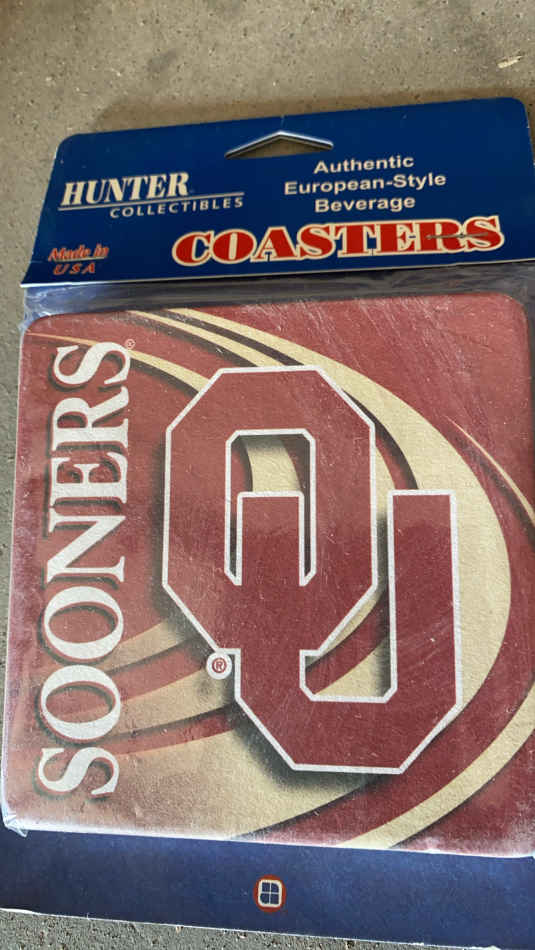 HUNTER
COLLECTIBLES
Authentic
European-Style
Beverage
Made in
USA
COASTERS
SOONERS®
OU
®